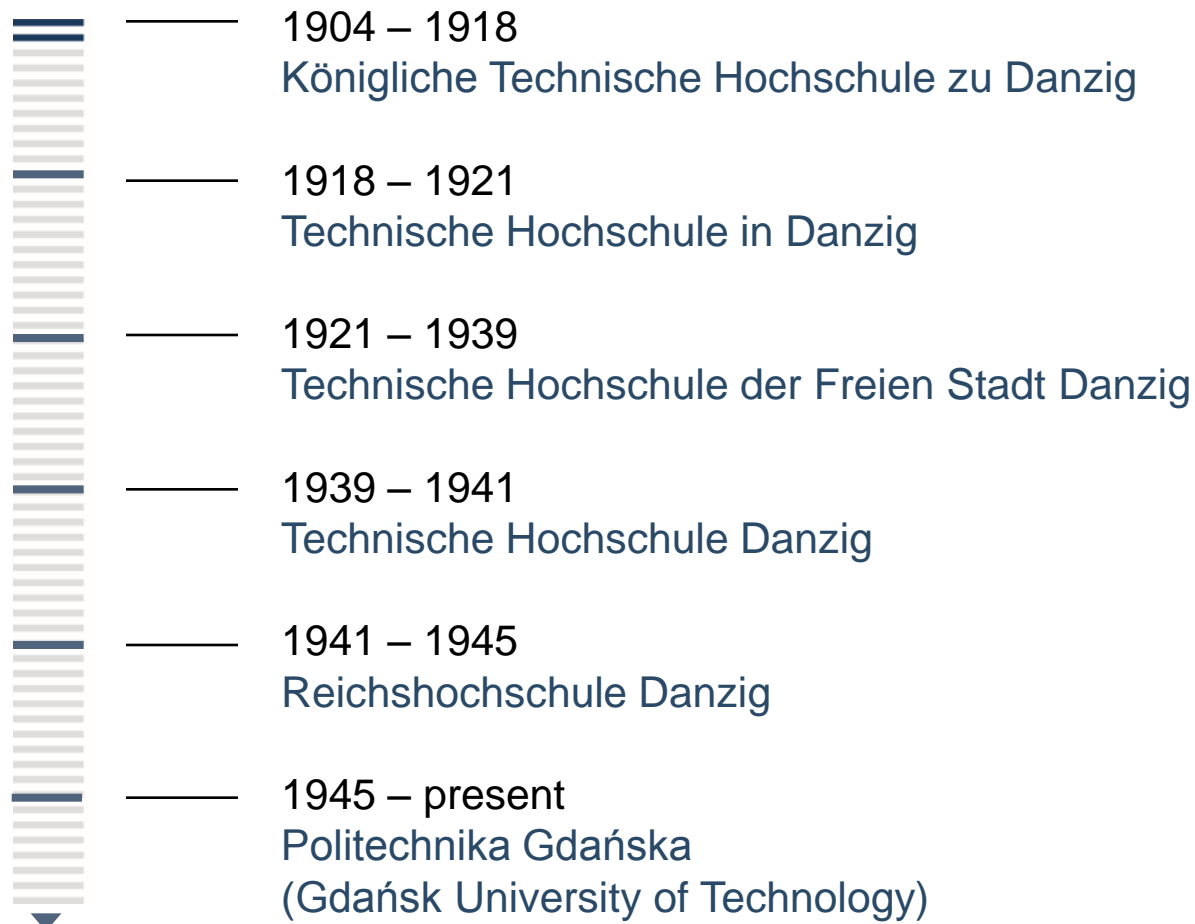 1904 – 1918
Königliche Technische Hochschule zu Danzig
1918 – 1921
Technische Hochschule in Danzig
1921 – 1939
Technische Hochschule der Freien Stadt Danzig
1939 – 1941
Technische Hochschule Danzig
1941 – 1945
Reichshochschule Danzig
1945 – present
Politechnika Gdańska
(Gdańsk University of Technology)